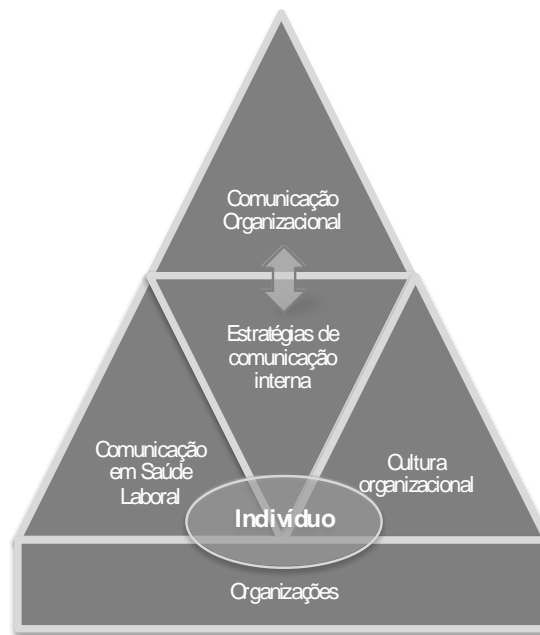 Comunicação
Organizacional
Estratégias de
comunicação
interna
Comunicação
em Saúde
Laboral
Cultura
organizacional
Indivíduo
Organizações